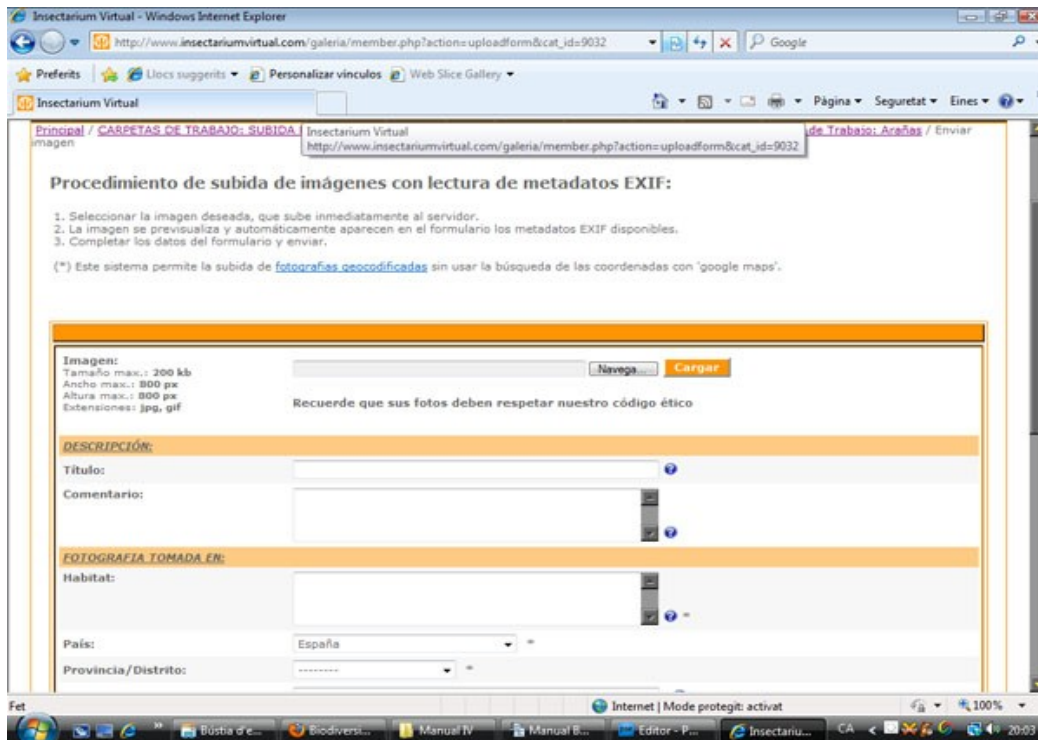 Insectarium Virtual - Windows Internet Explorer
http://www.insectariumvirtual.com/galeria/member.php?action=uploadform&cat_id=9032
Google
Preferits
Llocs suggerits
Personalizar vínculos
Web Slice Gallery
Insectarium Virtual
Página
Seguretat
Eines
Principal / CARPETAS DE TRABAJO: SUBIDA
de Trabajo: Arañas / Enviar
imagen
Insectarium Virtual
http://www.insectariumvirtual.com/galeria/member.php?action=uploadform&cat_id=9032
Procedimiento de subida de imágenes con lectura de metadatos EXIF:
1. Seleccionar la imagen deseada, que sube inmediatamente al servidor.
2. La imagen se previsualiza y automáticamente aparecen en el formulario los metadatos EXIF disponibles.
3. Completar los datos del formulario y enviar.
(*) Este sistema permite la subida de fotografias geocodificadas sin usar la búsqueda de las coordenadas con 'google maps'.
Imagen:
Tamaño max.: 200 kb
Ancho max.: 800 px
Altura max.: 800 px
Extensiones: jpg, gif
Navega...
Cargar
Recuerde que sus fotos deben respetar nuestro código ético
DESCRIPCIÓN:
Título:
Comentario:
FOTOGRAFIA TOMADA EN:
Habitat:
*
País:
España
*
Provincia/Distrito:
--------
*
Fet
Internet | Mode protegit: activat
100%
Bústia d'e...
Biodiversi...
Manual IV
Manual B...
Editor - P...
Insectariu...
CA
20:03